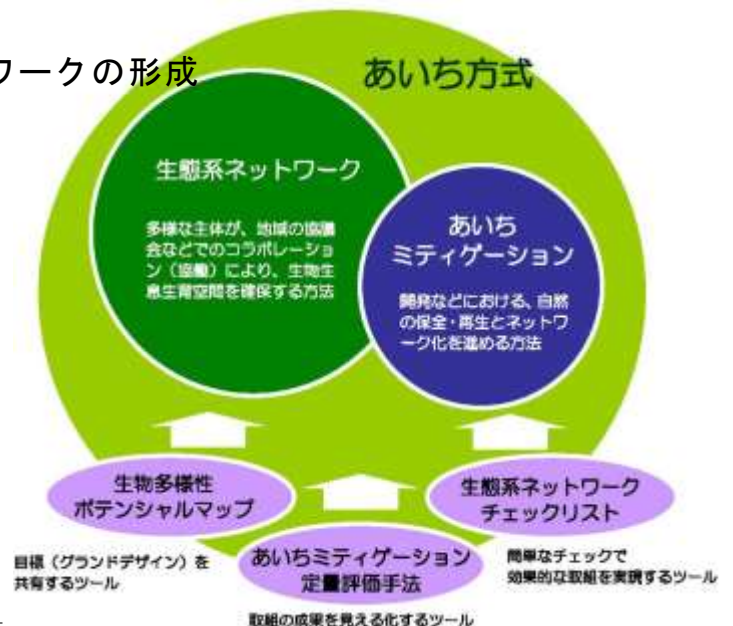 ワークの形成
あいち方式
生態系ネットワーク
多様な主体が、地域の協議
会などでのコラボレーショ
ン（協働）により、生物生
息生育空間を確保する方法
あいち
ミティゲーション
開発などにおける、自然
の保全・再生とネットワ
ーク化を進める方法
生物多様性
ポテンシャルマップ
目標（グランドデザイン）を
共有するツール
あいちミティゲーション
定量評価手法
取組の成果を見える化するツール
生態系ネットワーク
チェックリスト
簡単なチェックで
効果的な取組を実現するツール